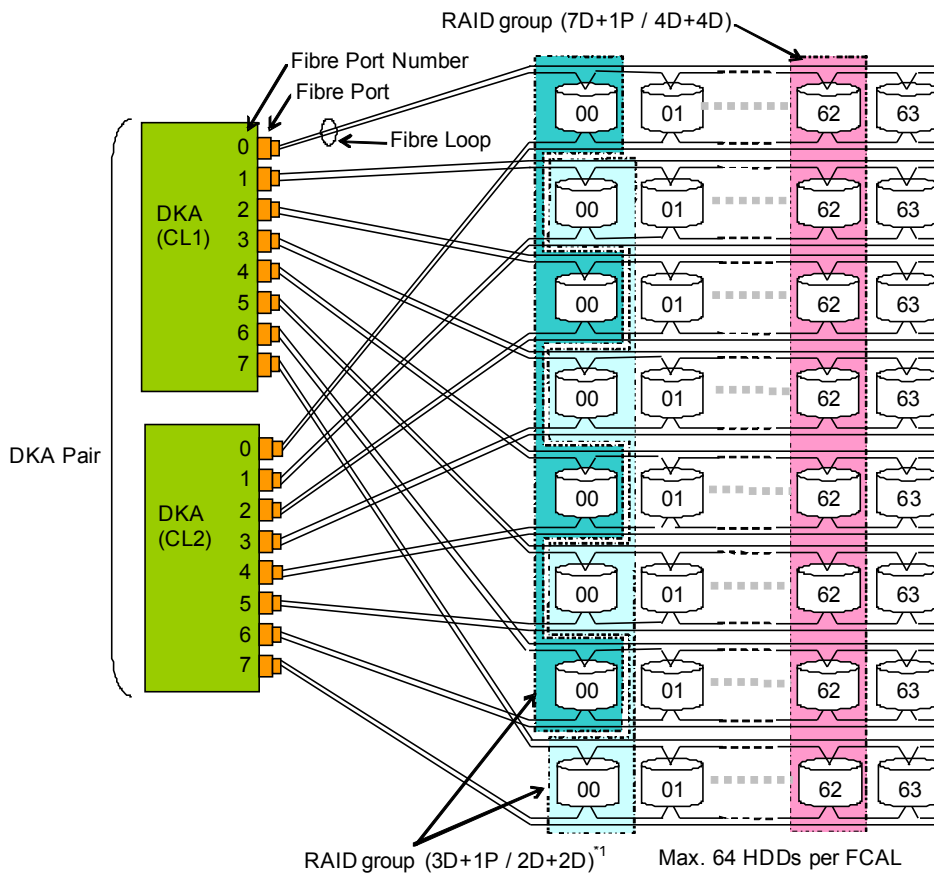 RAID group (7D+1P / 4D+4D)
Fibre Port Number
Fibre Port
Fibre Loop
DKA Pair
DKA
(CL1)
0
1
2
3
4
5
6
7
DKA
(CL2)
0
1
2
3
4
5
6
7
00 01 62 63
00 01 62 63
00 01 62 63
00 01 62 63
00 01 62 63
00 01 62 63
00 01 62 63
00 01 62 63
RAID group (3D+1P / 2D+2D)*1
Max. 64 HDDs per FCAL